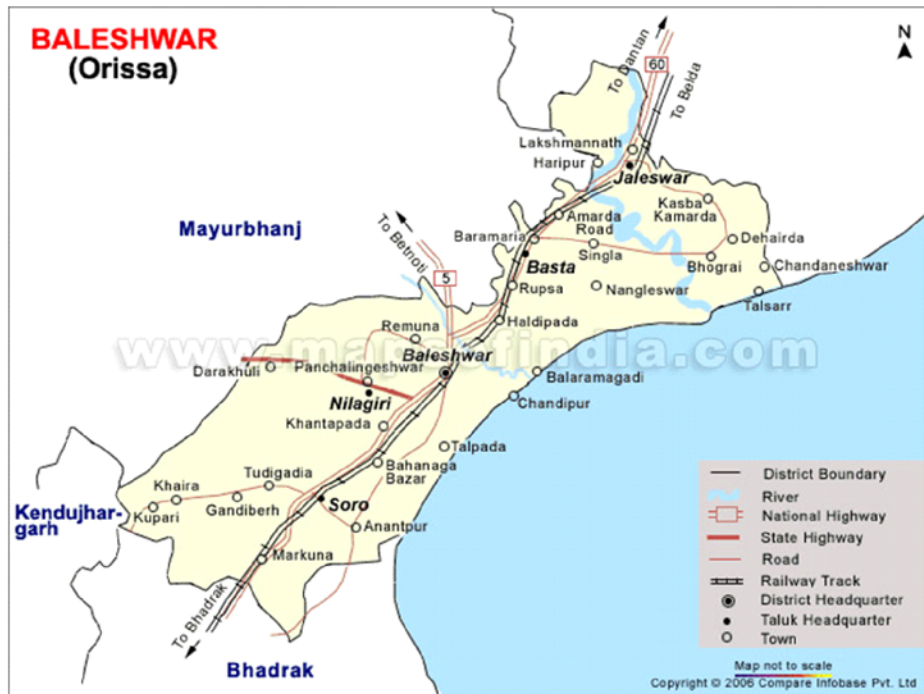 BALESHWAR
(Orissa)
N
To Dantan
60
To Belda
Lakshmannath
Haripur
Jaleswar
Kasba
Kamarda
Mayurbhanj
To Betnoti
Amarda
Road
Baramaria
Dehairda
Singla
Basta
Bhograi
Chandaneshwar
5
Rupsa
Nangleswar
Talsarr
Remuna
Haldipada
www.mapsofindia.com
Baleshwar
Darakhuli
Panchalingeshwar
Balaramagadi
Nilagiri
Chandipur
Khantapada
Talpada
Bahanaga
Bazar
Tudigadia
Khaira
Kupari
Gandiberh
Soro
Kendujhar-
garh
Anantpur
Markuna
To Bhadrak
Bhadrak
District Boundary
River
National Highway
State Highway
Road
Railway Track
District Headquarter
Taluk Headquarter
Town
Map not to scale
Copyright © 2006 Compare Infobase Pvt. Ltd